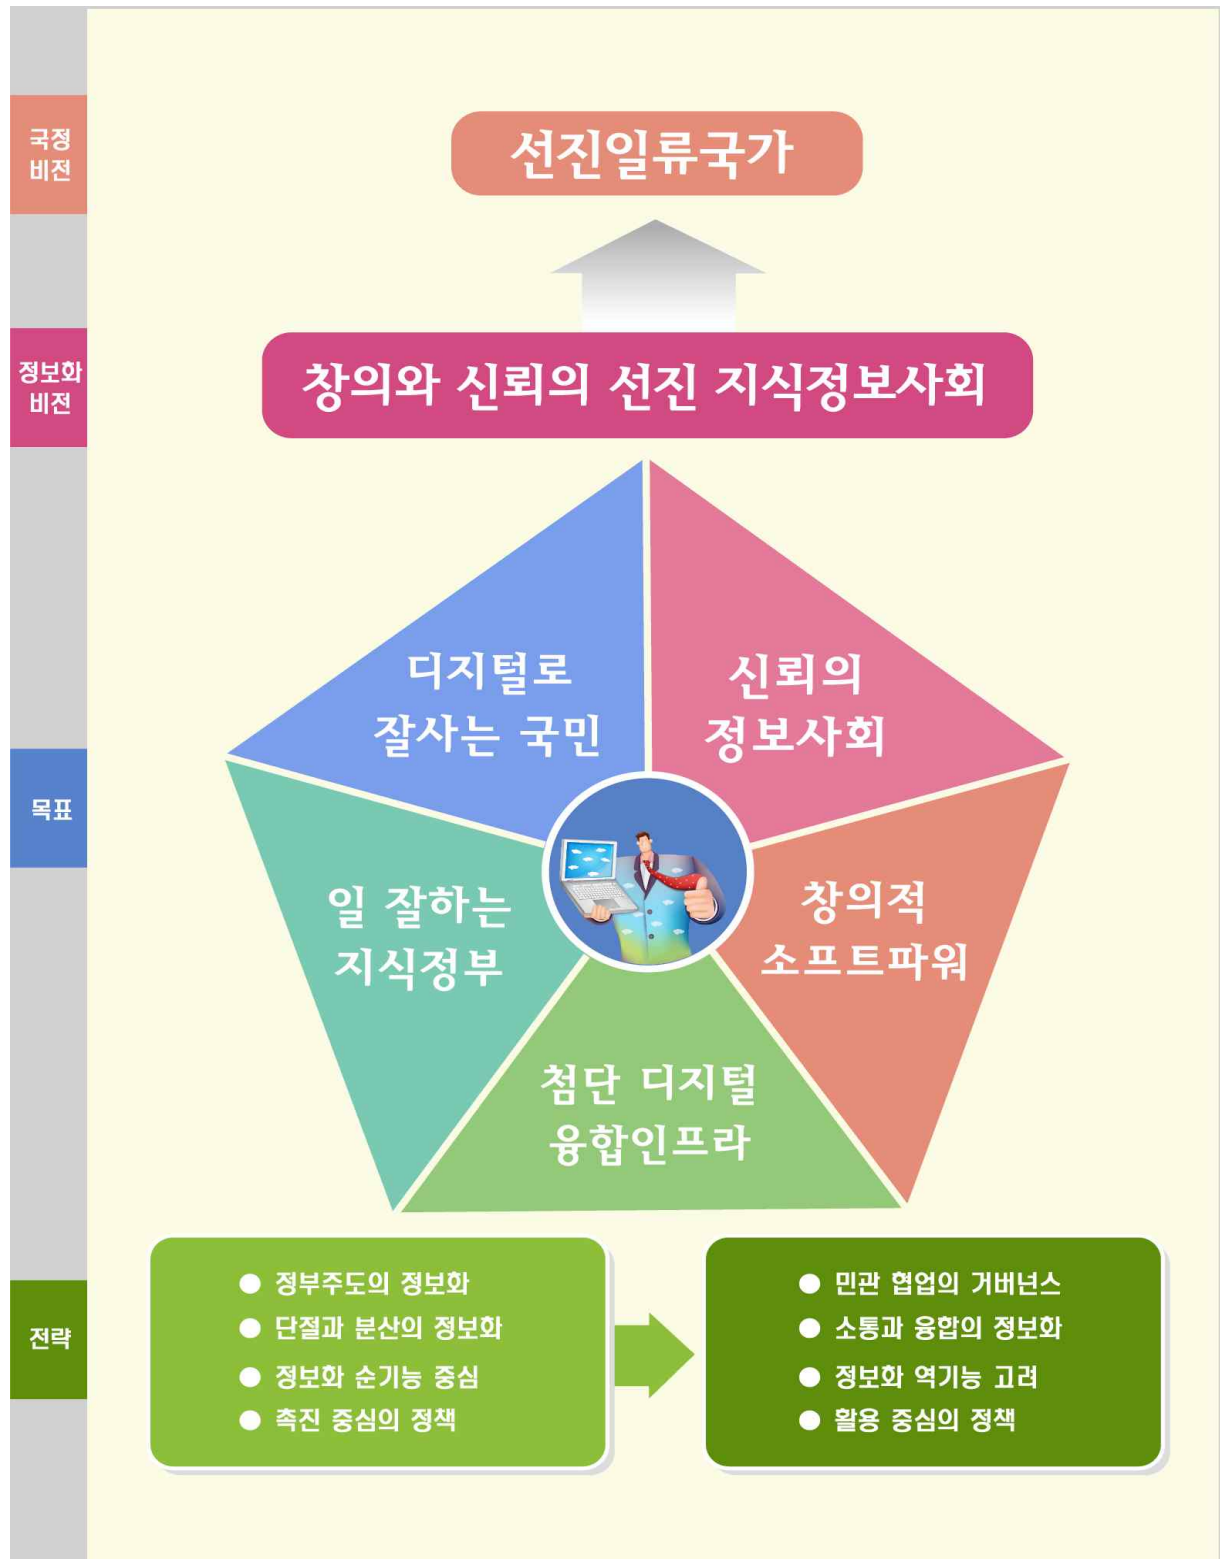 국정
비전
선진일류국가
정보화
비전
창의와 신뢰의 선진 지식정보사회
목표
디지털로
잘사는 국민
신뢰의
정보사회
일 잘하는
지식정부
창의적
소프트파워
첨단 디지털
융합인프라
전략
● 정부주도의 정보화
● 단절과 분산의 정보화
● 정보화 순기능 중심
● 촉진 중심의 정책
● 민관 협업의 거버넌스
● 소통과 융합의 정보화
● 정보화 역기능 고려
● 활용 중심의 정책